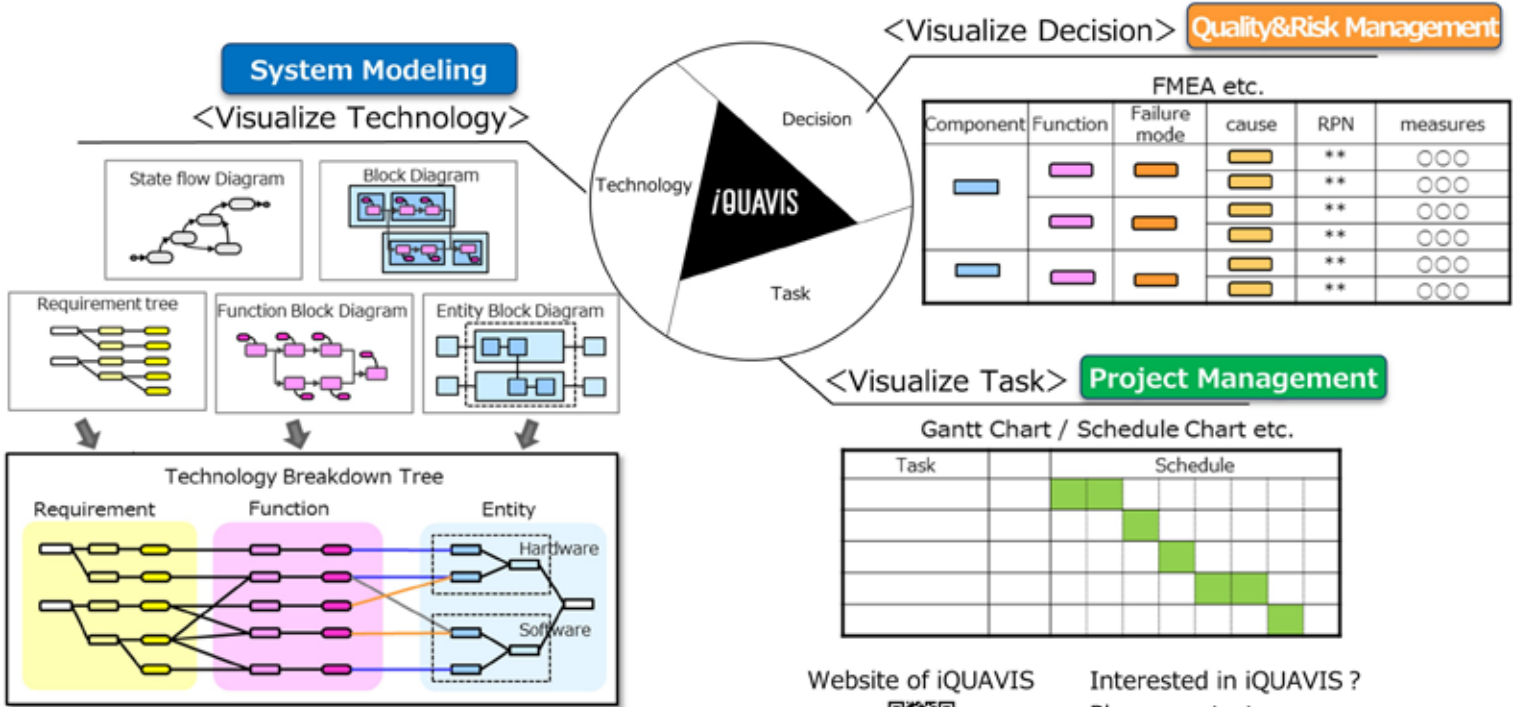 System Modeling
<Visualize Technology>
State flow Diagram
Block Diagram
Requirement tree
Function Block Diagram
Entity Block Diagram
Technology Breakdown Tree
Requirement
Function
Entity
Hardware
Software
Technology
Decision
Task
iQUAVIS
<Visualize Decision>
Quality&Risk Management
FMEA etc.
Component Function Failure mode cause RPN measures
** ○○○
** ○○○
** ○○○
** ○○○
** ○○○
** ○○○
<Visualize Task>
Project Management
Gantt Chart / Schedule Chart etc.
Task Schedule
Website of iQUAVIS
Interested in iQUAVIS ?